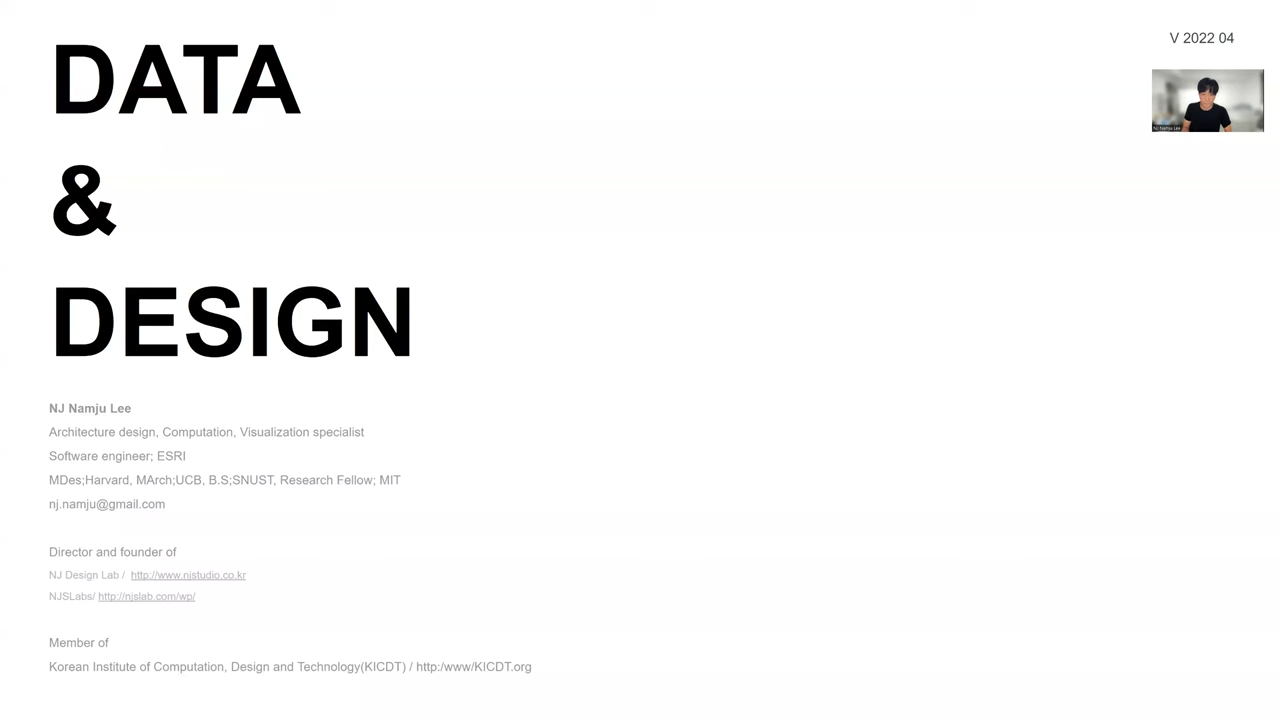 DATA
&
DESIGN
V 2022 04
NJ Namju Lee
NJ Namju Lee
Architecture design, Computation, Visualization specialist
Software engineer; ESRI
MDes;Harvard, MArch;UCB, B.S;SNUST, Research Fellow; MIT
nj.namju@gmail.com
Director and founder of
NJ Design Lab / http://www.njstudio.co.kr
NJSLabs/ http://njslab.com/wp/
Member of
Korean Institute of Computation, Design and Technology(KICDT) / http:/www/KICDT.org